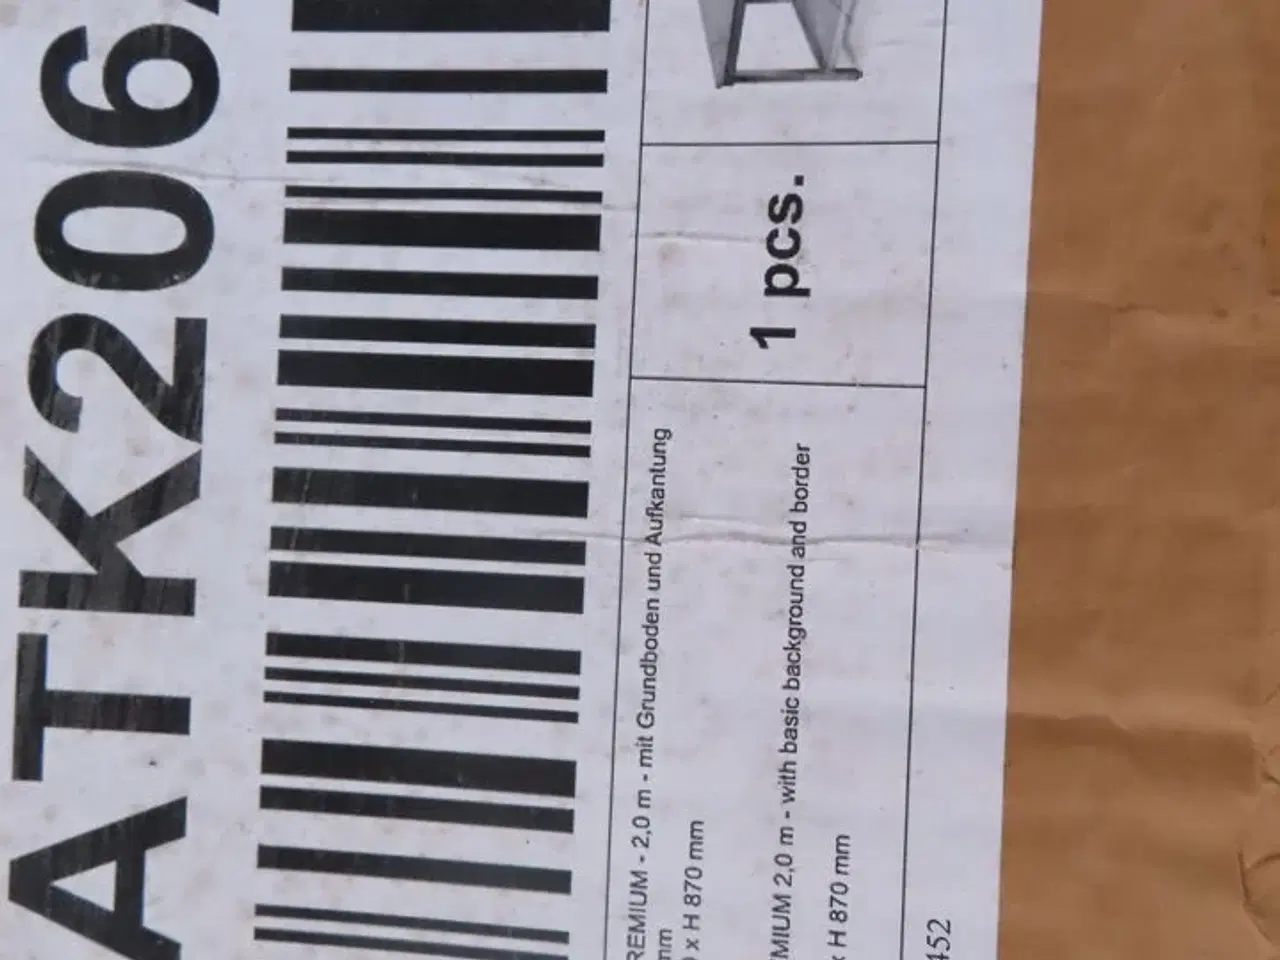 ATK206
1 pcs.
REMIUM - 2,0 m - mit Grundboden und Aufkantung
mm
x H 870 mm
MIUM 2,0 m - with basic background and border
x H 870 mm
452